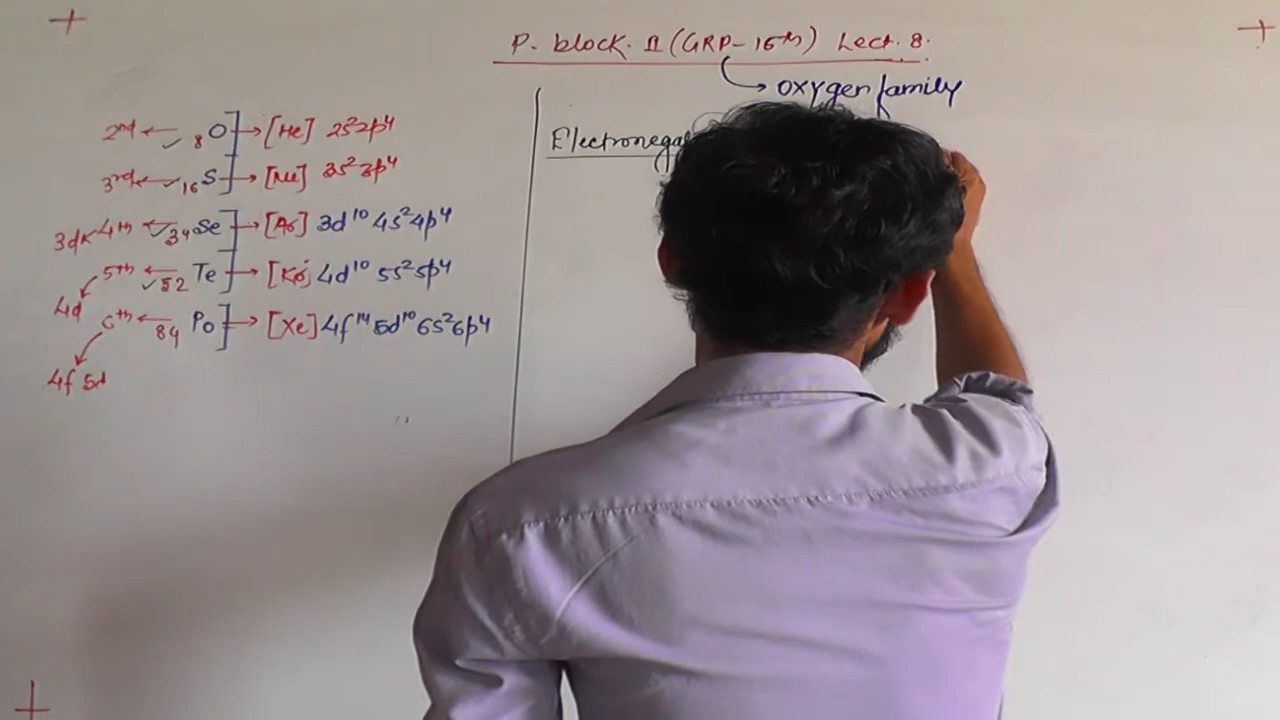 P. block. II (GRP-16th) Lect. 8.
→ oxygen family
2nd ← ✓ 8 O ] → [He] 2s² 2p⁴
3rd ← ✓ 16 S ] → [Ne] 3s² 3p⁴
3d ← 4th ← ✓ 34 Se ] → [Ar] 3d¹⁰ 4s² 4p⁴
5th ← ✓ 52 Te ] → [Kr] 4d¹⁰ 5s² 5p⁴
4d
6th ← 84 Po ] → [Xe] 4f¹⁴ 5d¹⁰ 6s² 6p⁴
4f 5d
Electronega